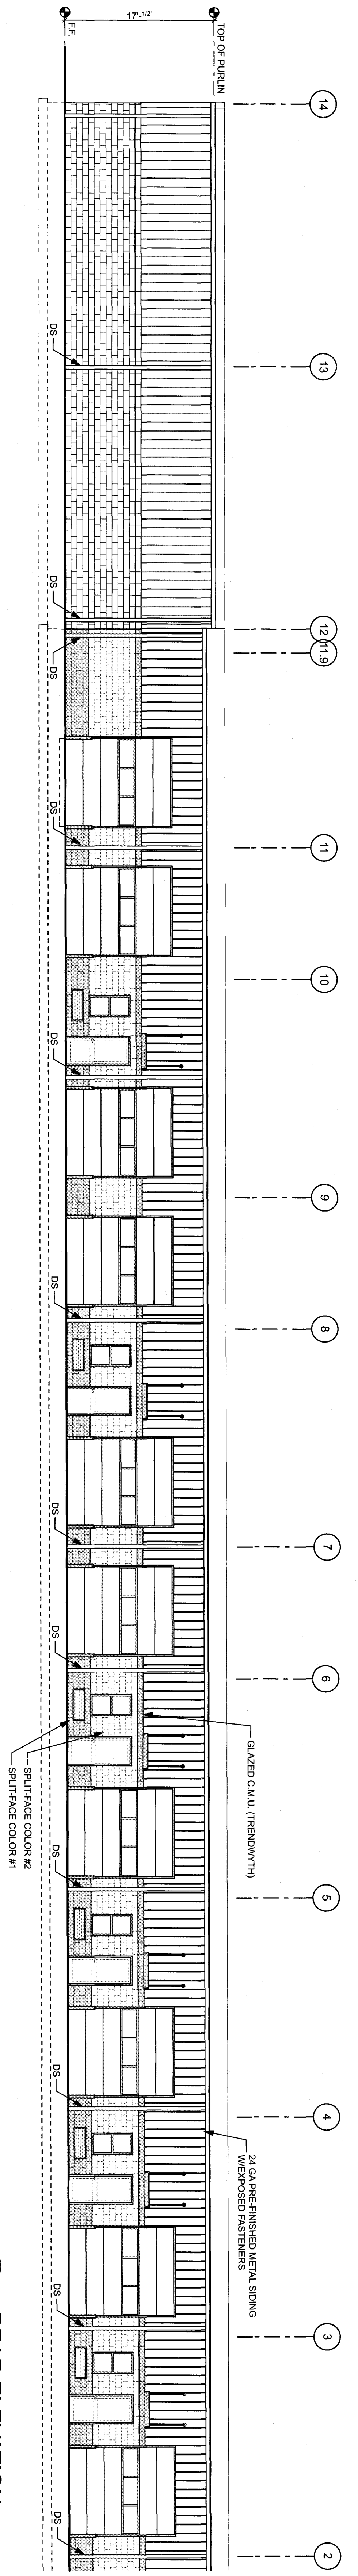 14
13
12
11.9
11
10
9
8
7
6
5
4
3
2
TOP OF PURLIN
17'-1/2"
F.F.
GLAZED C.M.U. (TRENDWYTH)
24 GA PRE-FINISHED METAL SIDING
W/EXPOSED FASTENERS
DS
DS
DS
DS
DS
DS
DS
DS
DS
DS
DS
DS
SPLIT-FACE COLOR #2
SPLIT-FACE COLOR #1